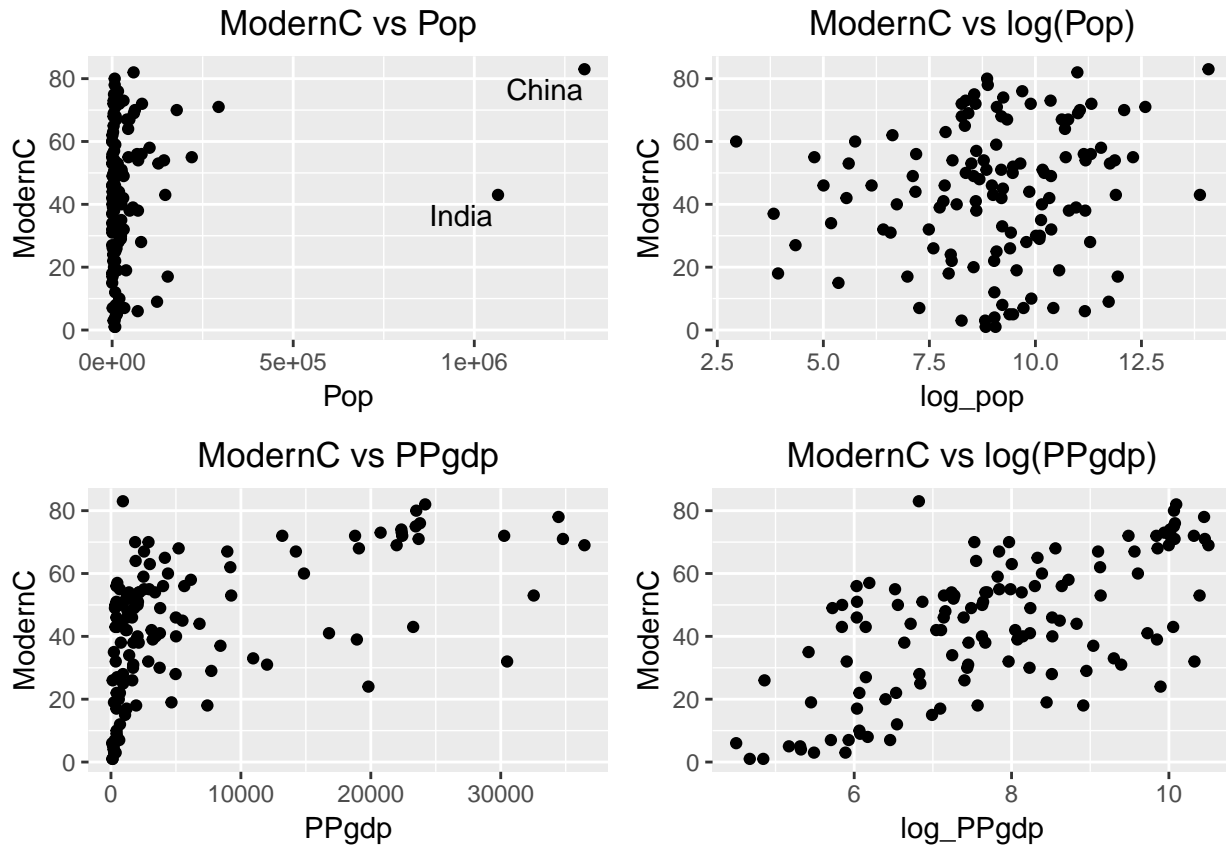 ModernC vs Pop
ModernC
80
60
40
20
0
China
India
0e+00 5e+05 1e+06
Pop
ModernC vs log(Pop)
ModernC
80
60
40
20
0
2.5 5.0 7.5 10.0 12.5
log_pop
ModernC vs PPgdp
ModernC
80
60
40
20
0
0 10000 20000 30000
PPgdp
ModernC vs log(PPgdp)
ModernC
80
60
40
20
0
6 8 10
log_PPgdp